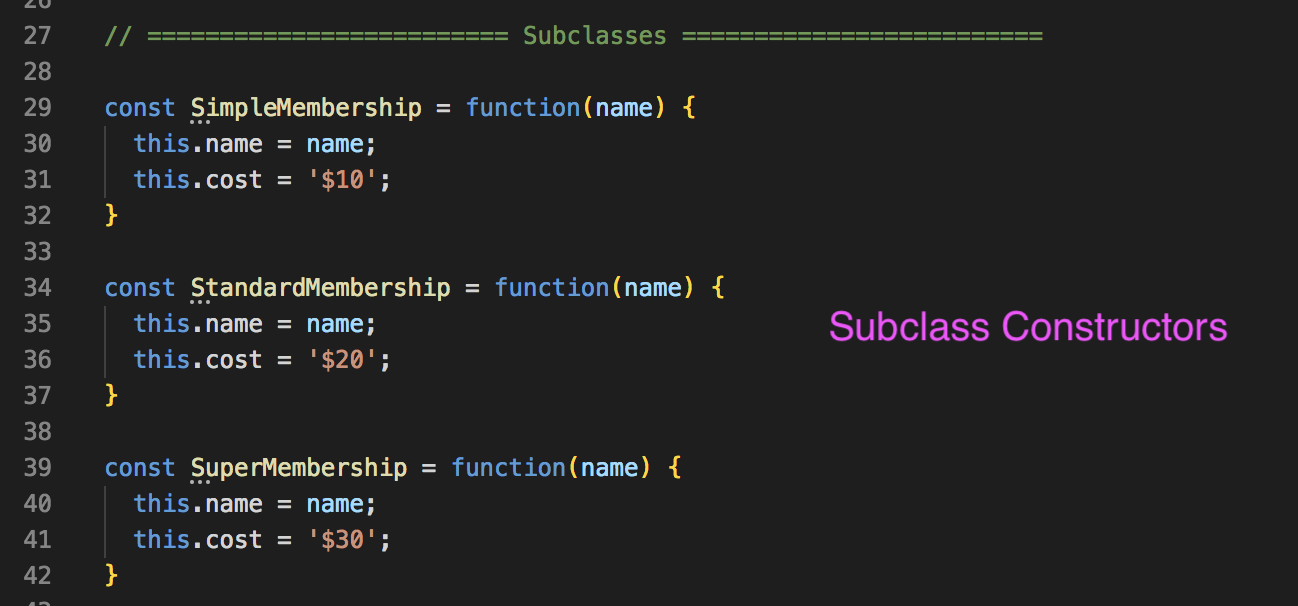 26
27 // ========================= Subclasses =========================
28
29 const SimpleMembership = function(name) {
30 this.name = name;
31 this.cost = '$10';
32 }
33
34 const StandardMembership = function(name) {
35 this.name = name;
Subclass Constructors
36 this.cost = '$20';
37 }
38
39 const SuperMembership = function(name) {
40 this.name = name;
41 this.cost = '$30';
42 }
43